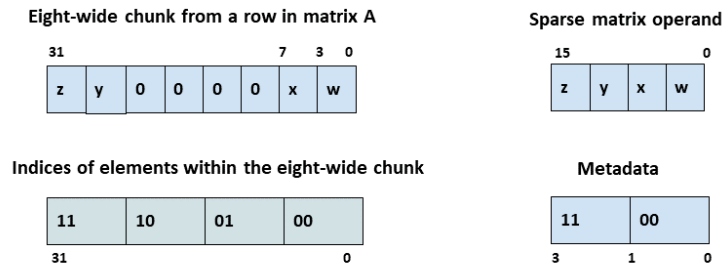 Eight-wide chunk from a row in matrix A
31 7 3 0
z y 0 0 0 0 x w
Sparse matrix operand
15 0
z y x w
Indices of elements within the eight-wide chunk
11 10 01 00
31 0
Metadata
11 00
3 1 0